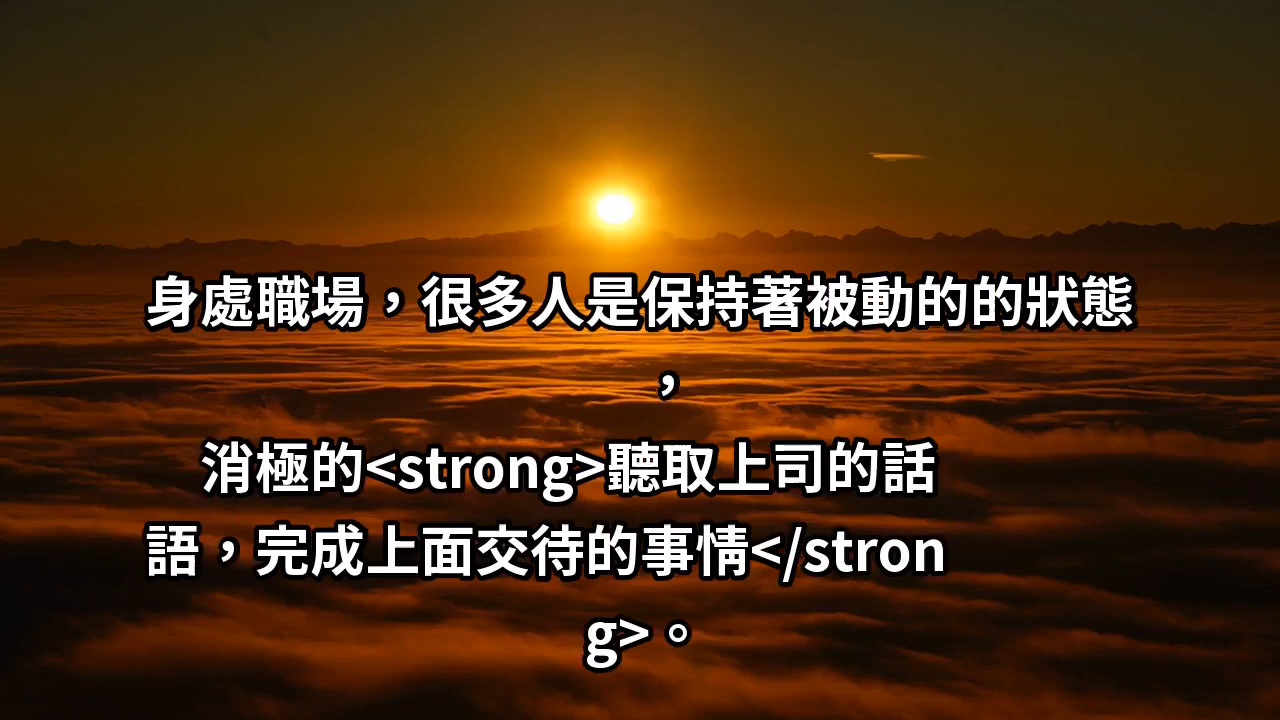 身處職場，很多人是保持著被動的的狀態
，
消極的<strong>聽取上司的話
語，完成上面交待的事情</stron
g>。